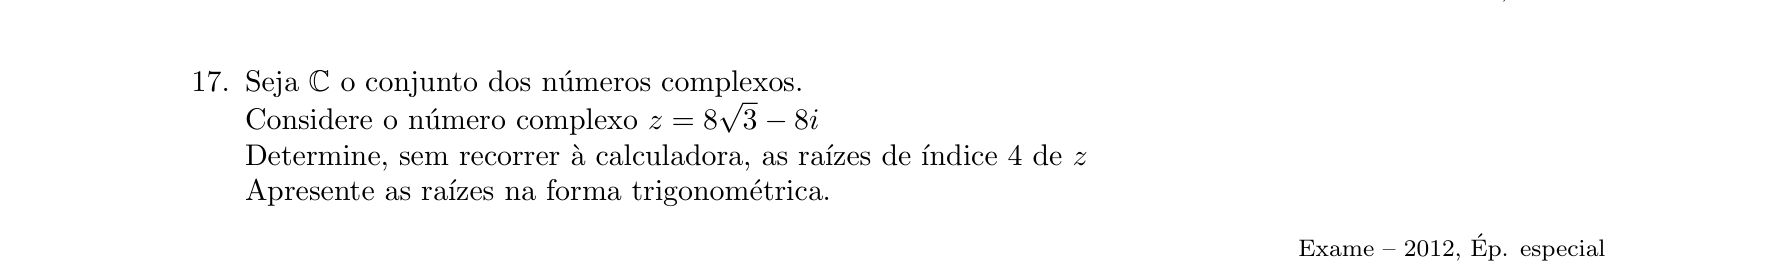 17. Seja ℂ o conjunto dos números complexos.
Considere o número complexo z = 8√3 − 8i
Determine, sem recorrer à calculadora, as raízes de índice 4 de z
Apresente as raízes na forma trigonométrica.
Exame – 2012, Ép. especial